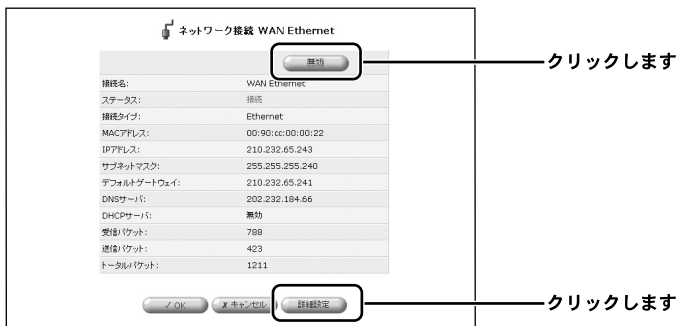 ネットワーク接続 WAN Ethernet
無効
クリックします
接続名: WAN Ethernet
ステータス: 接続
接続タイプ: Ethernet
MACアドレス: 00:90:cc:00:00:22
IPアドレス: 210.232.65.243
サブネットマスク: 255.255.255.240
デフォルトゲートウェイ: 210.232.65.241
DNSサーバ: 202.232.184.66
DHCPサーバ: 無効
受信パケット: 788
送信パケット: 423
トータルパケット: 1211
✓ OK ✗ キャンセル 詳細設定
クリックします